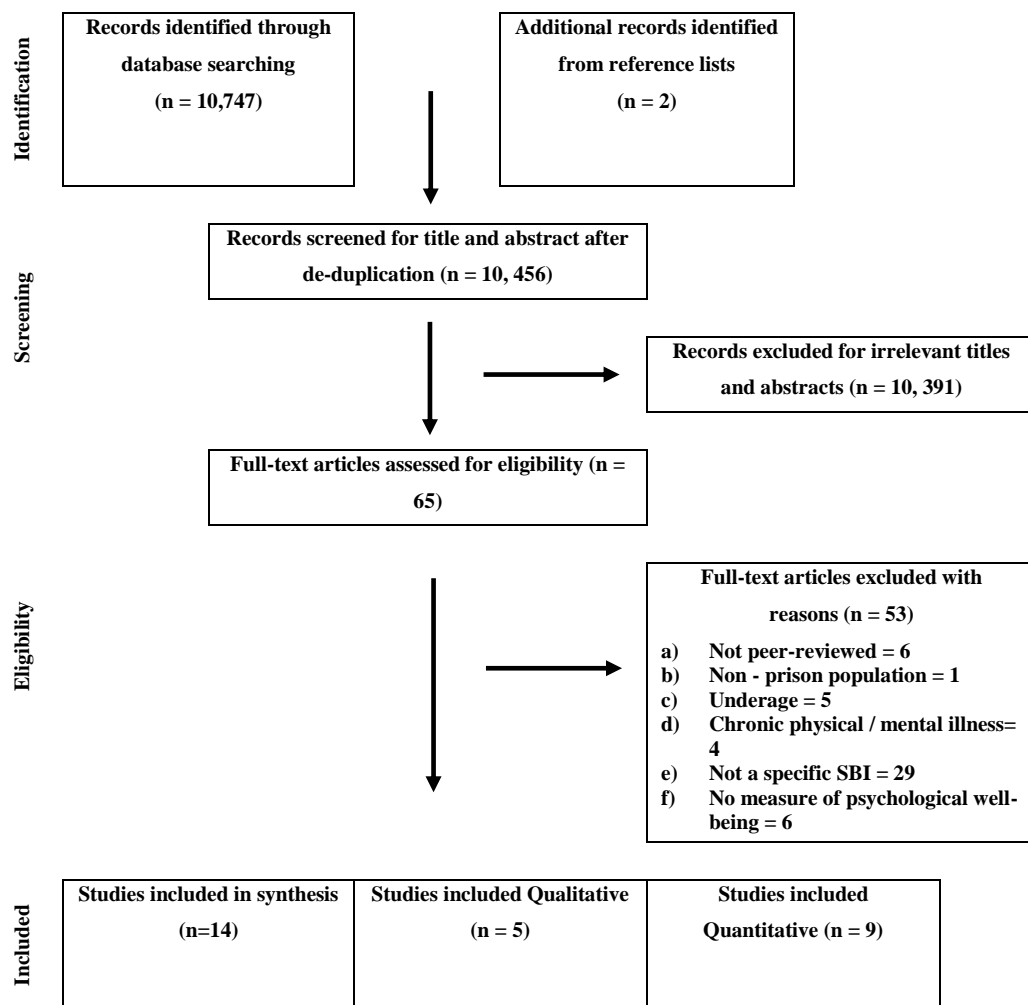 Identification
Records identified through
database searching
(n = 10,747)
Additional records identified
from reference lists
(n = 2)
Screening
Records screened for title and abstract after
de-duplication (n = 10, 456)
Records excluded for irrelevant titles
and abstracts (n = 10, 391)
Eligibility
Full-text articles assessed for eligibility (n =
65)
Full-text articles excluded with
reasons (n = 53)
a) Not peer-reviewed = 6
b) Non - prison population = 1
c) Underage = 5
d) Chronic physical / mental illness=
4
e) Not a specific SBI = 29
f) No measure of psychological well-
being = 6
Included
Studies included in synthesis
(n=14)
Studies included Qualitative
(n = 5)
Studies included
Quantitative (n = 9)